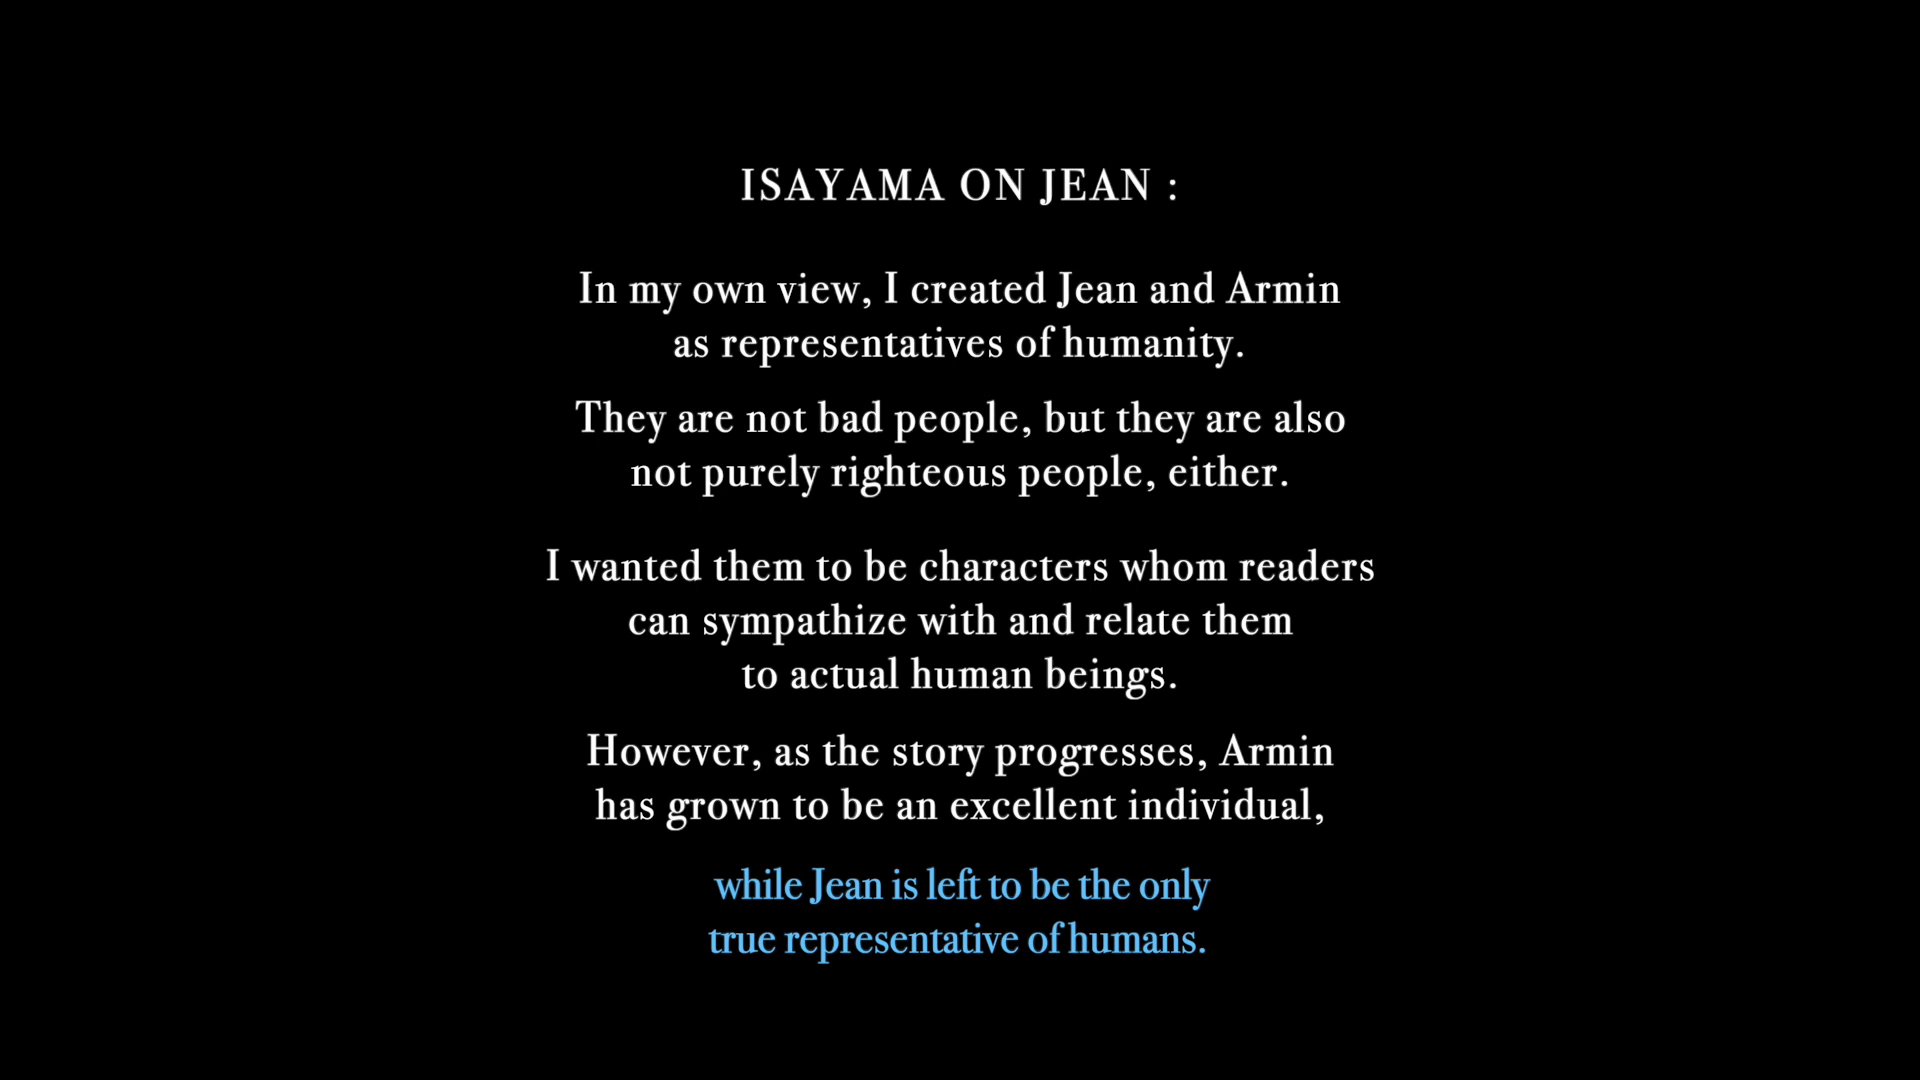 ISAYAMA ON JEAN :
In my own view, I created Jean and Armin
as representatives of humanity.
They are not bad people, but they are also
not purely righteous people, either.
I wanted them to be characters whom readers
can sympathize with and relate them
to actual human beings.
However, as the story progresses, Armin
has grown to be an excellent individual,
while Jean is left to be the only
true representative of humans.